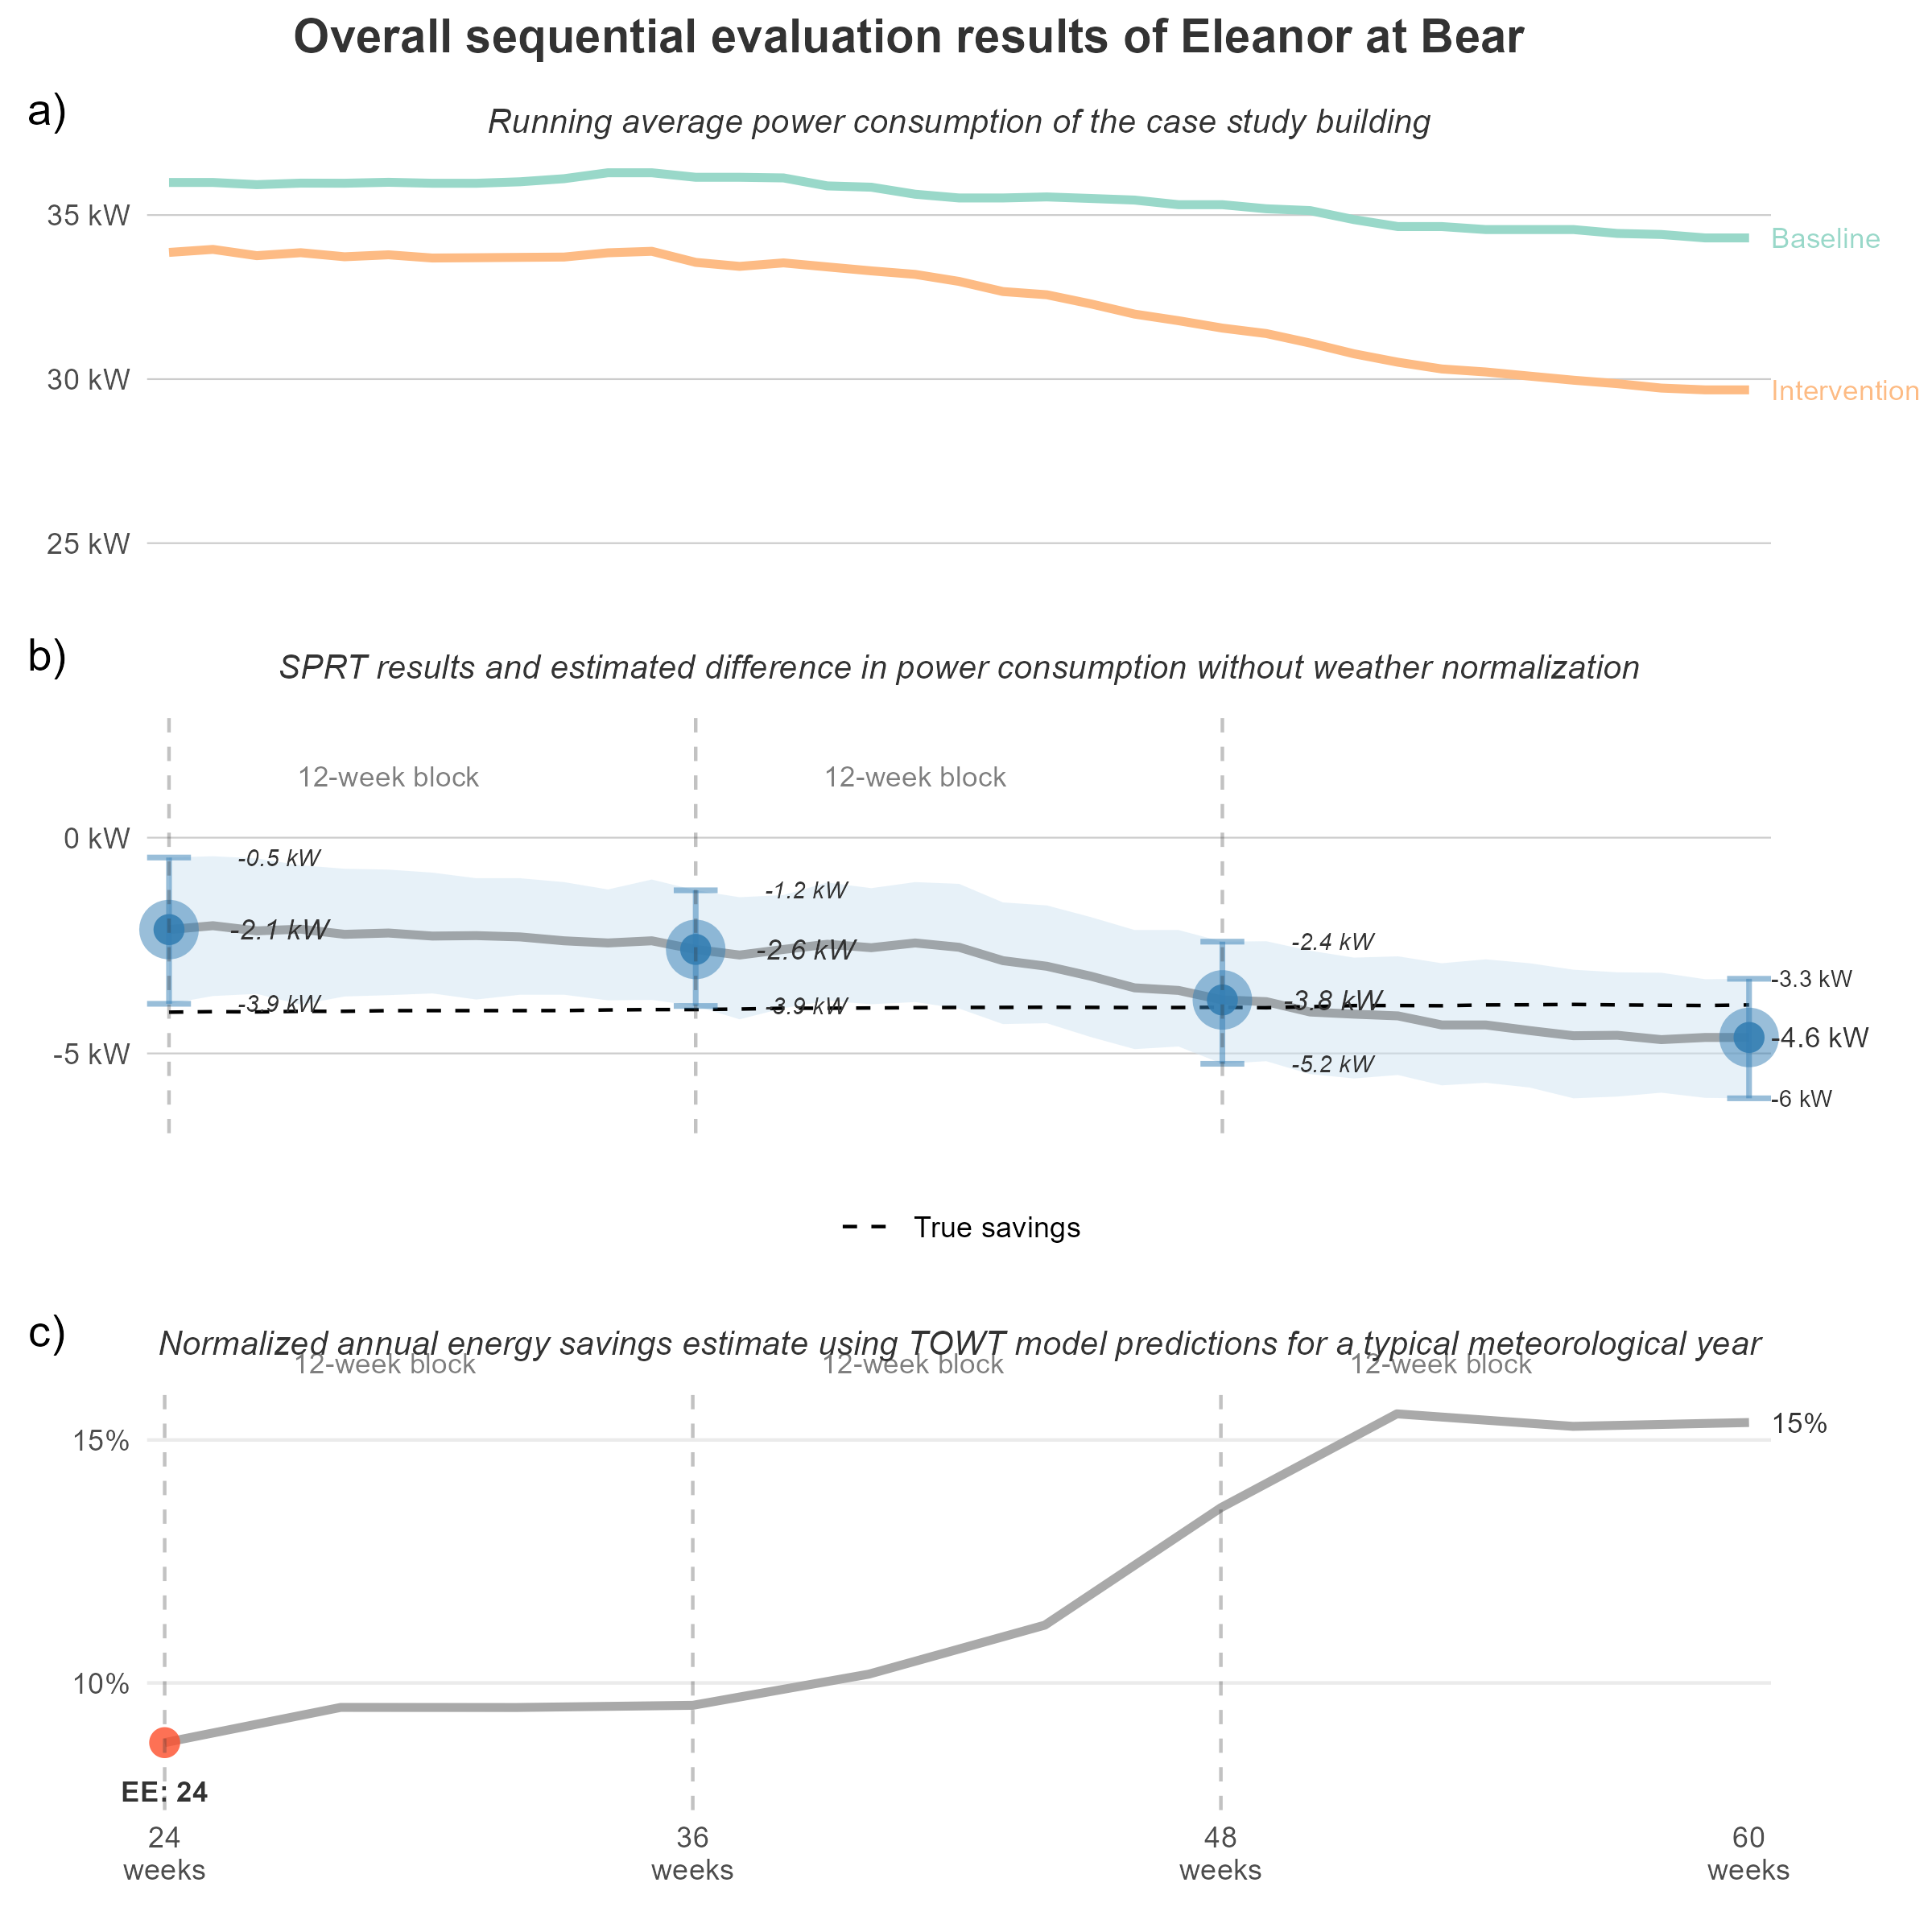 Overall sequential evaluation results of Eleanor at Bear
a)
Running average power consumption of the case study building
35 kW
Baseline
30 kW
Intervention
25 kW
b)
SPRT results and estimated difference in power consumption without weather normalization
12-week block
12-week block
0 kW
-0.5 kW
-1.2 kW
-2.1 kW
-2.6 kW
-2.4 kW
-3.3 kW
-3.9 kW
-3.9 kW
-3.8 kW
-4.6 kW
-5 kW
-5.2 kW
-6 kW
True savings
c)
Normalized annual energy savings estimate using TOWT model predictions for a typical meteorological year
12-week block
12-week block
12-week block
15%
15%
10%
EE: 24
24
weeks
36
weeks
48
weeks
60
weeks